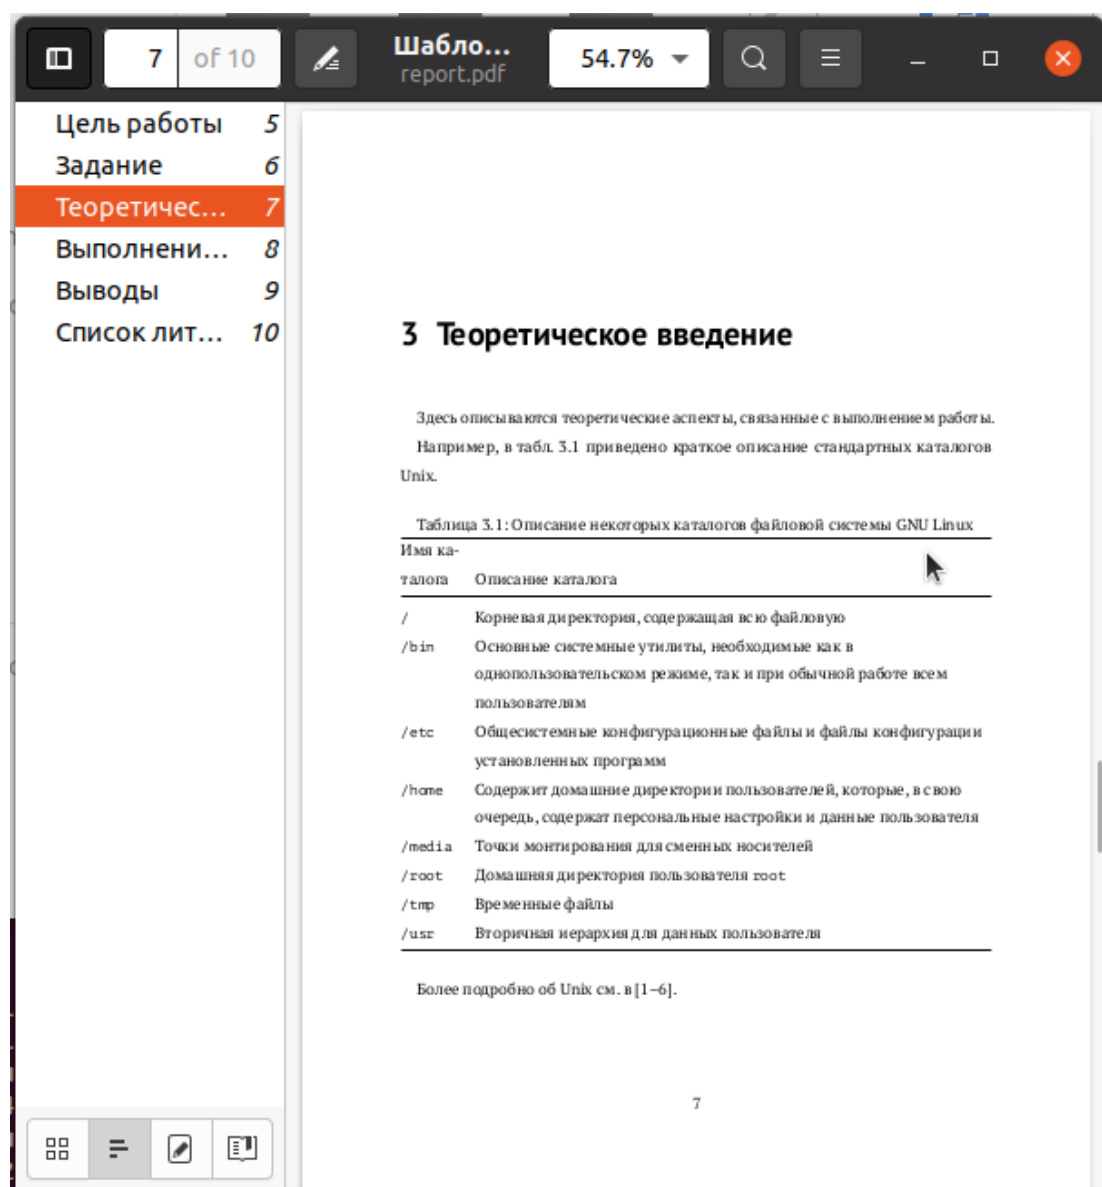 7 of 10
Шабло...
report.pdf
54.7%
Цель работы 5
Задание 6
Теоретичес... 7
Выполнени... 8
Выводы 9
Список лит... 10
3 Теоретическое введение
Здесь описываются теоретические аспекты, связанные с выполнением работы.
Например, в табл. 3.1 приведено краткое описание стандартных каталогов
Unix.
Таблица 3.1: Описание некоторых каталогов файловой системы GNU Linux
Имя ка-
талога Описание каталога
/ Корневая директория, содержащая всю файловую
/bin Основные системные утилиты, необходимые как в
однопользовательском режиме, так и при обычной работе всем
пользователям
/etc Общесистемные конфигурационные файлы и файлы конфигурации
установленных программ
/home Содержит домашние директории пользователей, которые, в свою
очередь, содержат персональные настройки и данные пользователя
/media Точки монтирования для сменных носителей
/root Домашняя директория пользователя root
/tmp Временные файлы
/usr Вторичная иерархия для данных пользователя
Более подробно об Unix см. в [1–6].
7